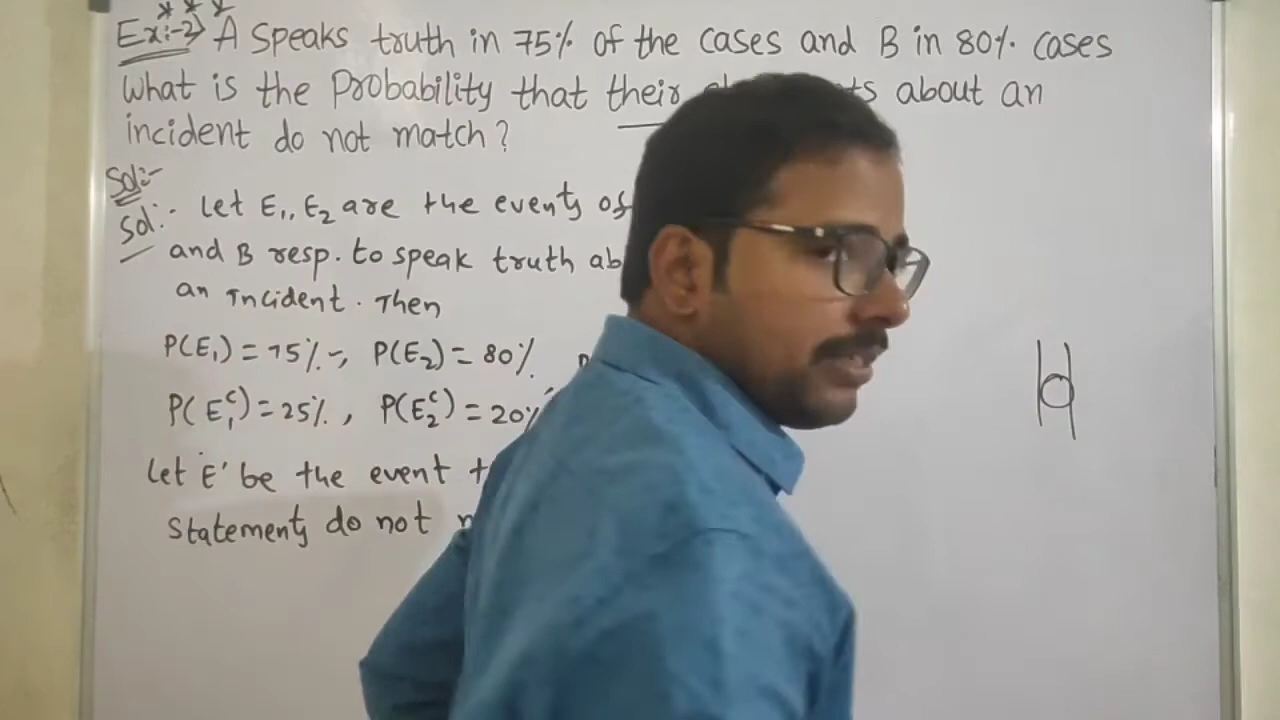 * * *
Ex:-2) A Speaks truth in 75% of the cases and B in 80% cases
What is the Probability that their about an
incident do not match?
Sol:-
Sol:- Let E₁, E₂ are the events of
and B resp. to speak truth
an incident. Then
P(E₁) = 75%, P(E₂) = 80%
P(E₁ᶜ) = 25%, P(E₂ᶜ) = 20%
Let 'E' be the event
Statements do not